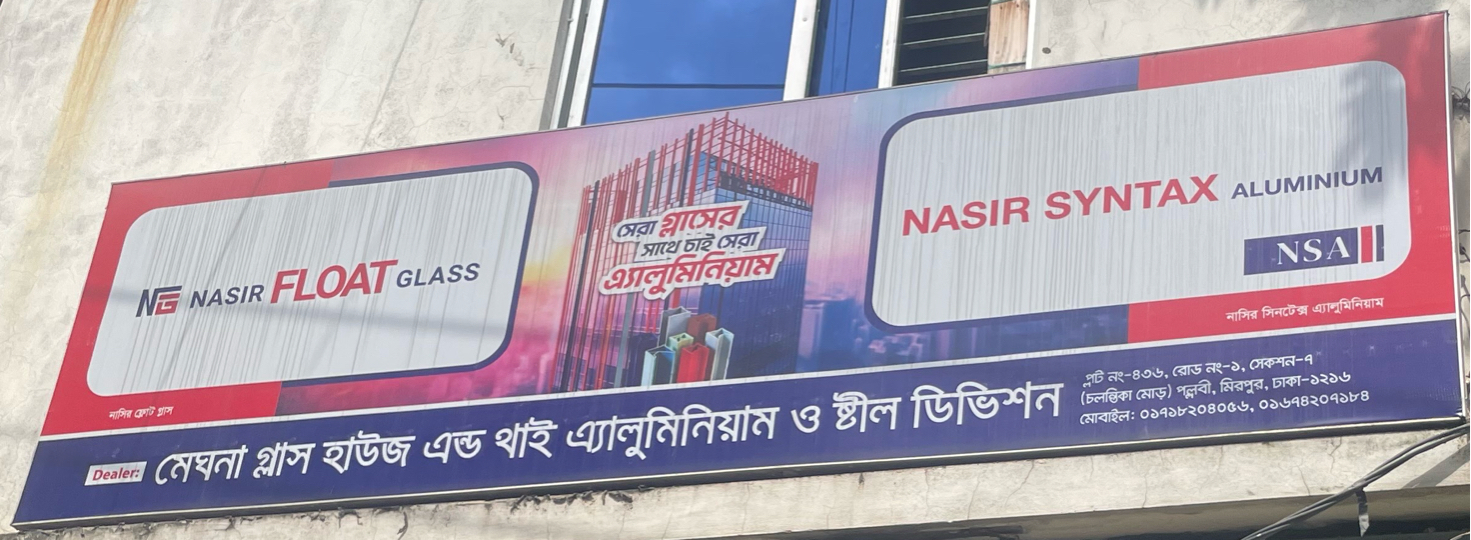 NG NASIR FLOAT GLASS
নাসির ফ্লোট গ্লাস
সেরা গ্লাসের
সাথে চাই সেরা
এ্যালুমিনিয়াম
NASIR SYNTAX ALUMINIUM
NSA
নাসির সিনটেক্স এ্যালুমিনিয়াম
Dealer: মেঘনা গ্লাস হাউজ এন্ড থাই এ্যালুমিনিয়াম ও ষ্টীল ডিভিশন
প্লট নং-৪৩৬, রোড নং-১, সেকশন-৭
(চলন্তিকা মোড়) পল্লবী, মিরপুর, ঢাকা-১২১৬
মোবাইল: ০১৭১৮২০৪০৫৬, ০১৬৭৪২০৭১৮৪